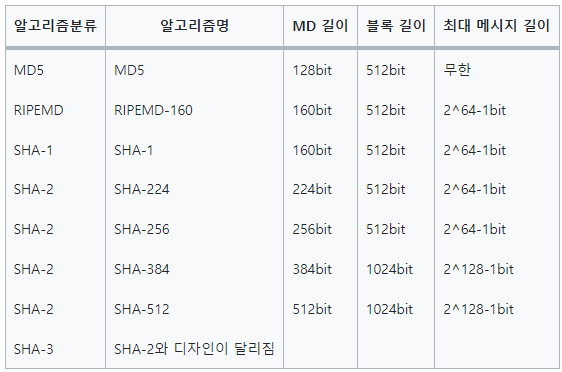 알고리즘분류 알고리즘명 MD 길이 블록 길이 최대 메시지 길이
MD5 MD5 128bit 512bit 무한
RIPEMD RIPEMD-160 160bit 512bit 2^64-1bit
SHA-1 SHA-1 160bit 512bit 2^64-1bit
SHA-2 SHA-224 224bit 512bit 2^64-1bit
SHA-2 SHA-256 256bit 512bit 2^64-1bit
SHA-2 SHA-384 384bit 1024bit 2^128-1bit
SHA-2 SHA-512 512bit 1024bit 2^128-1bit
SHA-3 SHA-2와 디자인이 달리짐